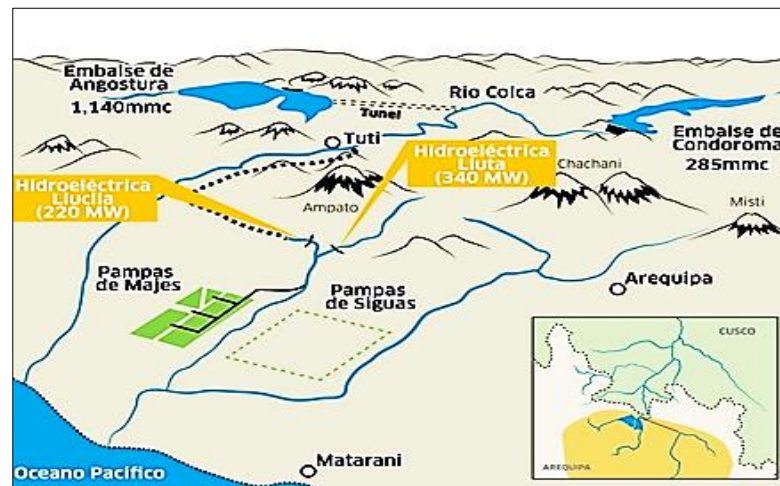 Embalse de
Angostura
1,140mmc
Tunel
Rio Colca
Embalse de
Condoroma
285mmc
Tuti
Hidroeléctrica
Lluta
(340 MW)
Chachani
Hidroeléctrica
Lluclla
(220 MW)
Ampato
Misti
Pampas
de Majes
Pampas
de Siguas
Arequipa
CUSCO
AREQUIPA
Matarani
Oceano Pacífico